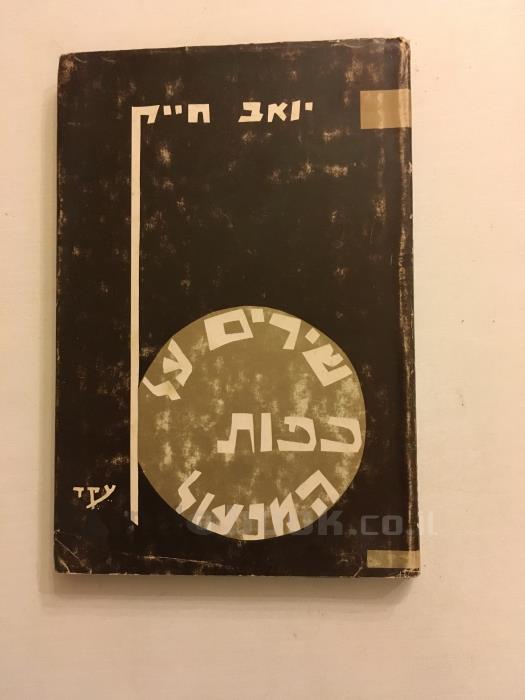 יואב חייק
שירים על
כפות
המנעול
עקד